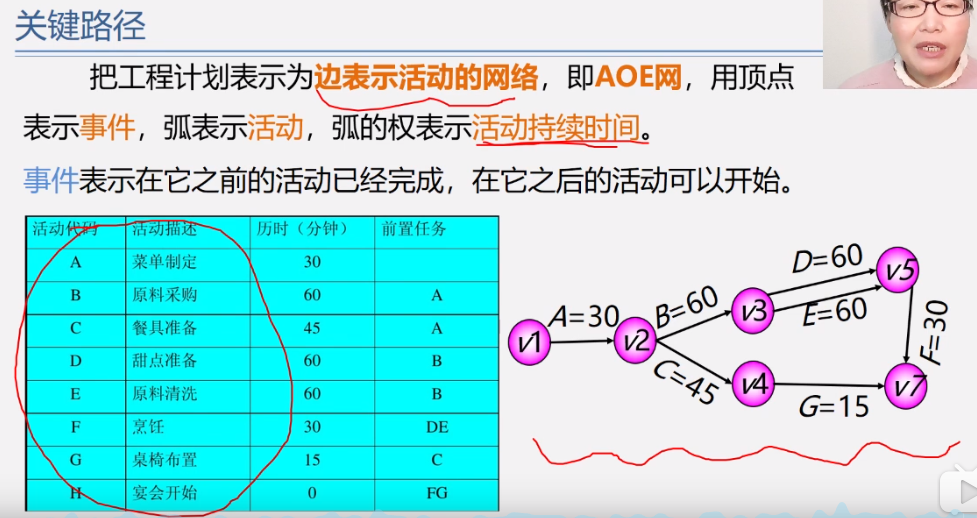 关键路径
把工程计划表示为边表示活动的网络，即AOE网，用顶点
表示事件，弧表示活动，弧的权表示活动持续时间。
事件表示在它之前的活动已经完成，在它之后的活动可以开始。
活动代码 活动描述 历时（分钟） 前置任务
A 菜单制定 30
B 原料采购 60 A
C 餐具准备 45 A
D 甜点准备 60 B
E 原料清洗 60 B
F 烹饪 30 DE
G 桌椅布置 15 C
H 宴会开始 0 FG
v1
A=30
v2
B=60
v3
D=60
E=60
v5
F=30
C=45
v4
G=15
v7